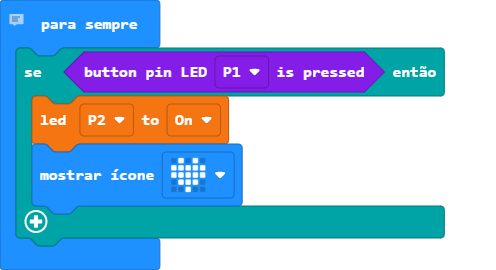 para sempre
se button pin LED P1 is pressed então
led P2 to On
mostrar ícone